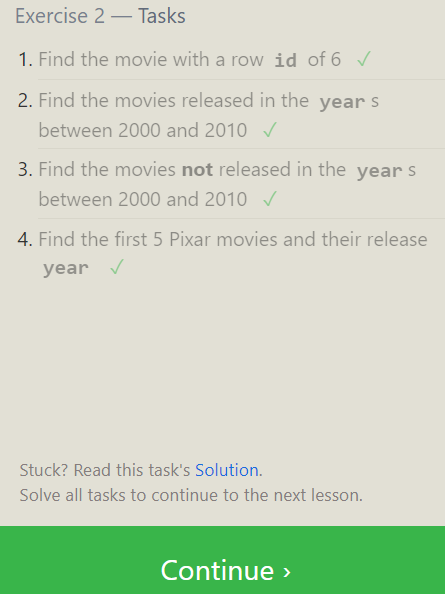 Exercise 2 — Tasks
1. Find the movie with a row id of 6 ✓
2. Find the movies released in the year s
between 2000 and 2010 ✓
3. Find the movies not released in the year s
between 2000 and 2010 ✓
4. Find the first 5 Pixar movies and their release
year ✓
Stuck? Read this task's Solution.
Solve all tasks to continue to the next lesson.
Continue ›